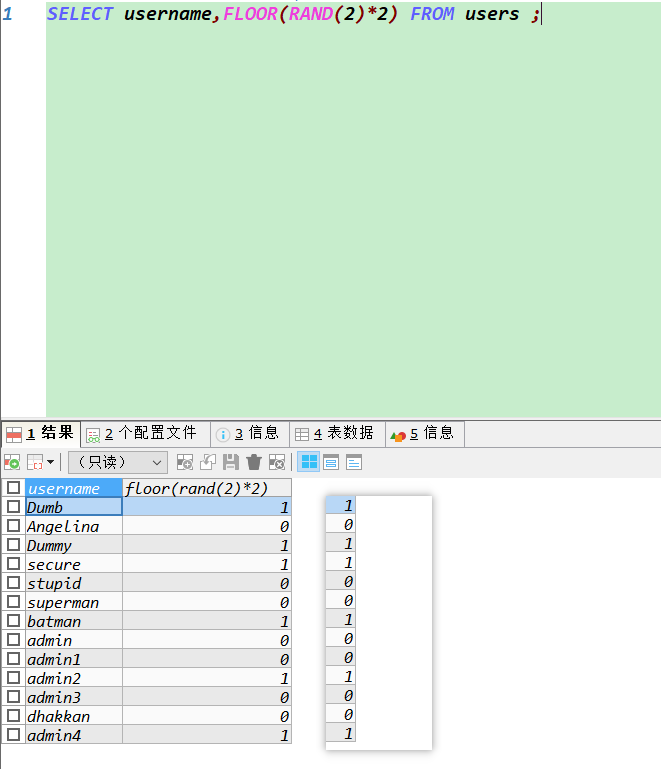 1 SELECT username,FLOOR(RAND(2)*2) FROM users ;
1 结果 2 个配置文件 3 信息 4 表数据 5 信息
（只读）
username floor(rand(2)*2)
Dumb 1 1
Angelina 0 0
Dummy 1 1
secure 1 1
stupid 0 0
superman 0 0
batman 1 1
admin 0 0
admin1 0 0
admin2 1 1
admin3 0 0
dhakkan 0 0
admin4 1 1